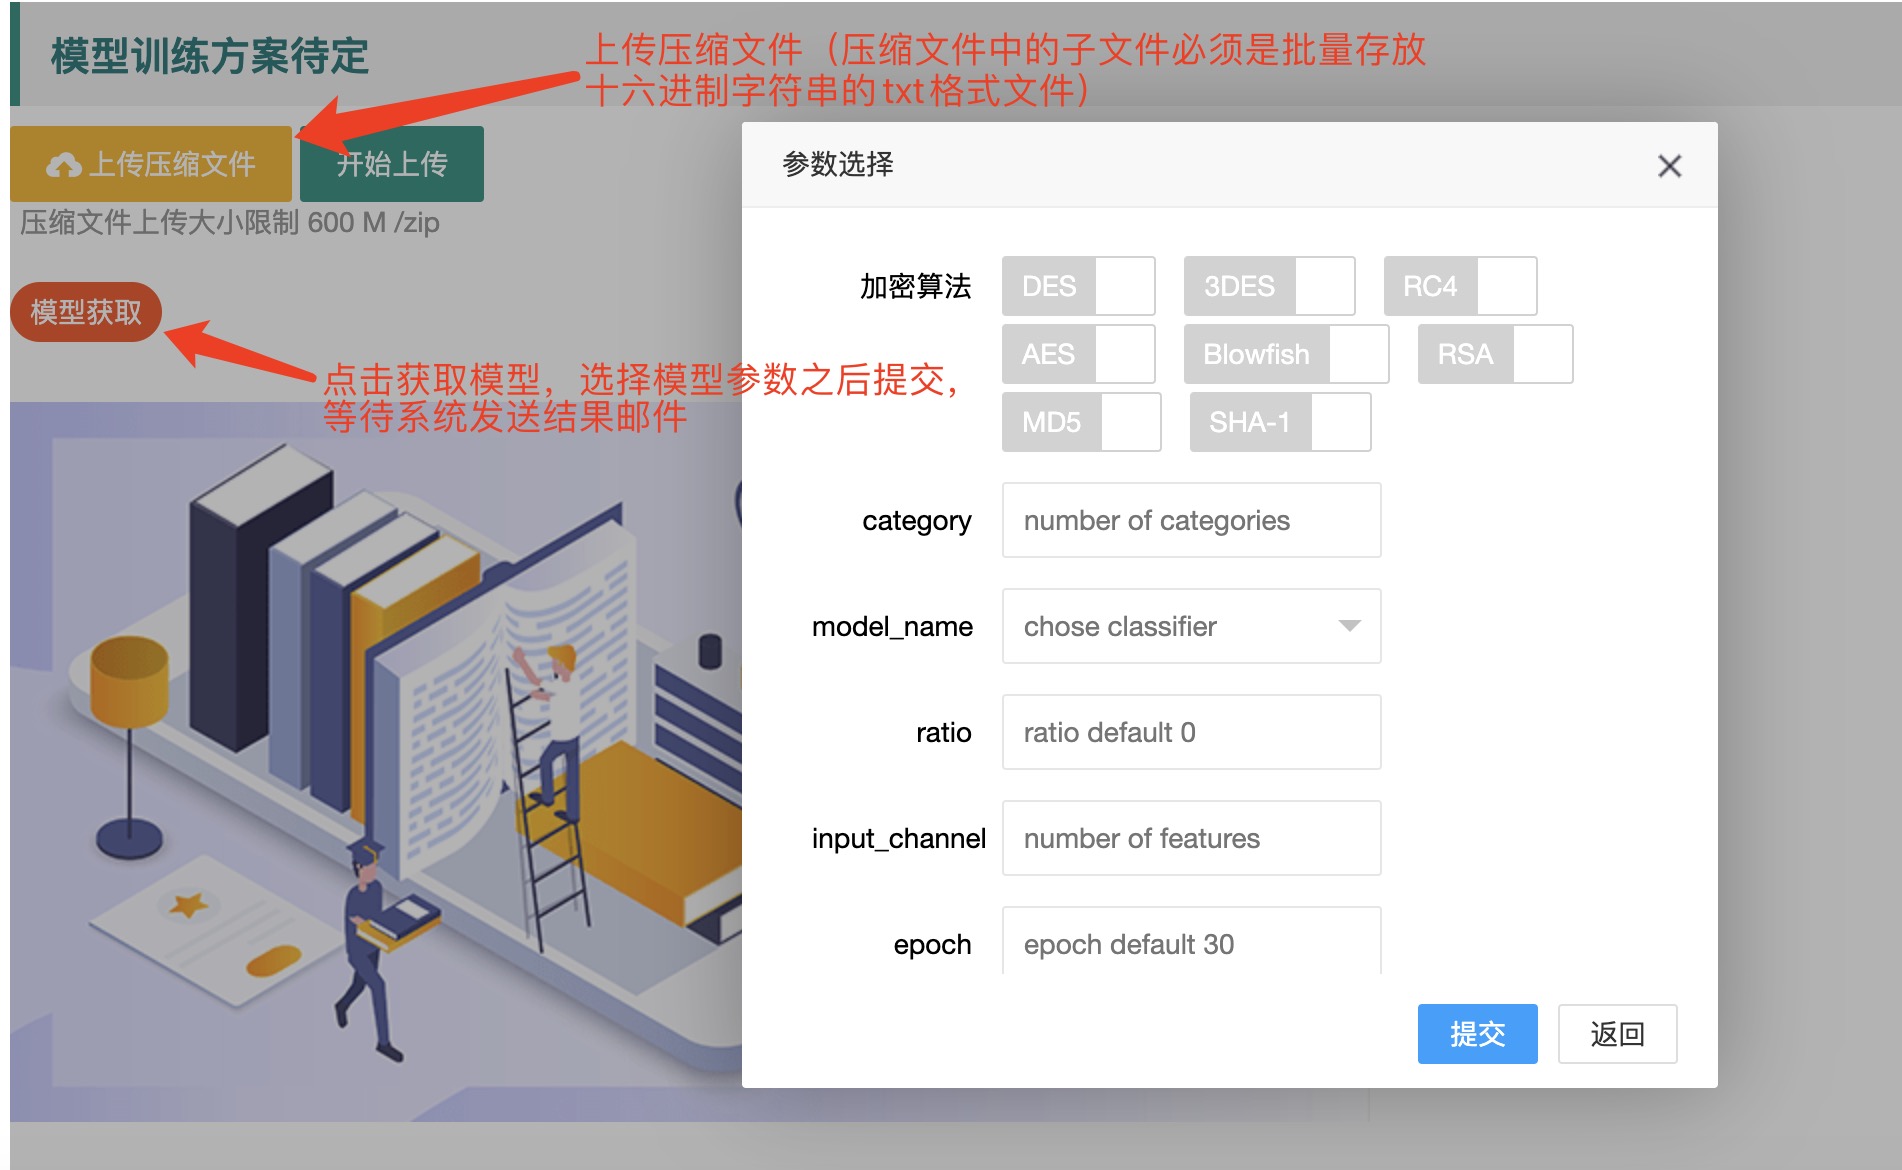 模型训练方案待定
上传压缩文件（压缩文件中的子文件必须是批量存放
十六进制字符串的txt格式文件）
上传压缩文件
开始上传
压缩文件上传大小限制 600 M /zip
模型获取
点击获取模型，选择模型参数之后提交，
等待系统发送结果邮件
参数选择
加密算法
DES 3DES RC4
AES Blowfish RSA
MD5 SHA-1
category number of categories
model_name chose classifier
ratio ratio default 0
input_channel number of features
epoch epoch default 30
提交 返回